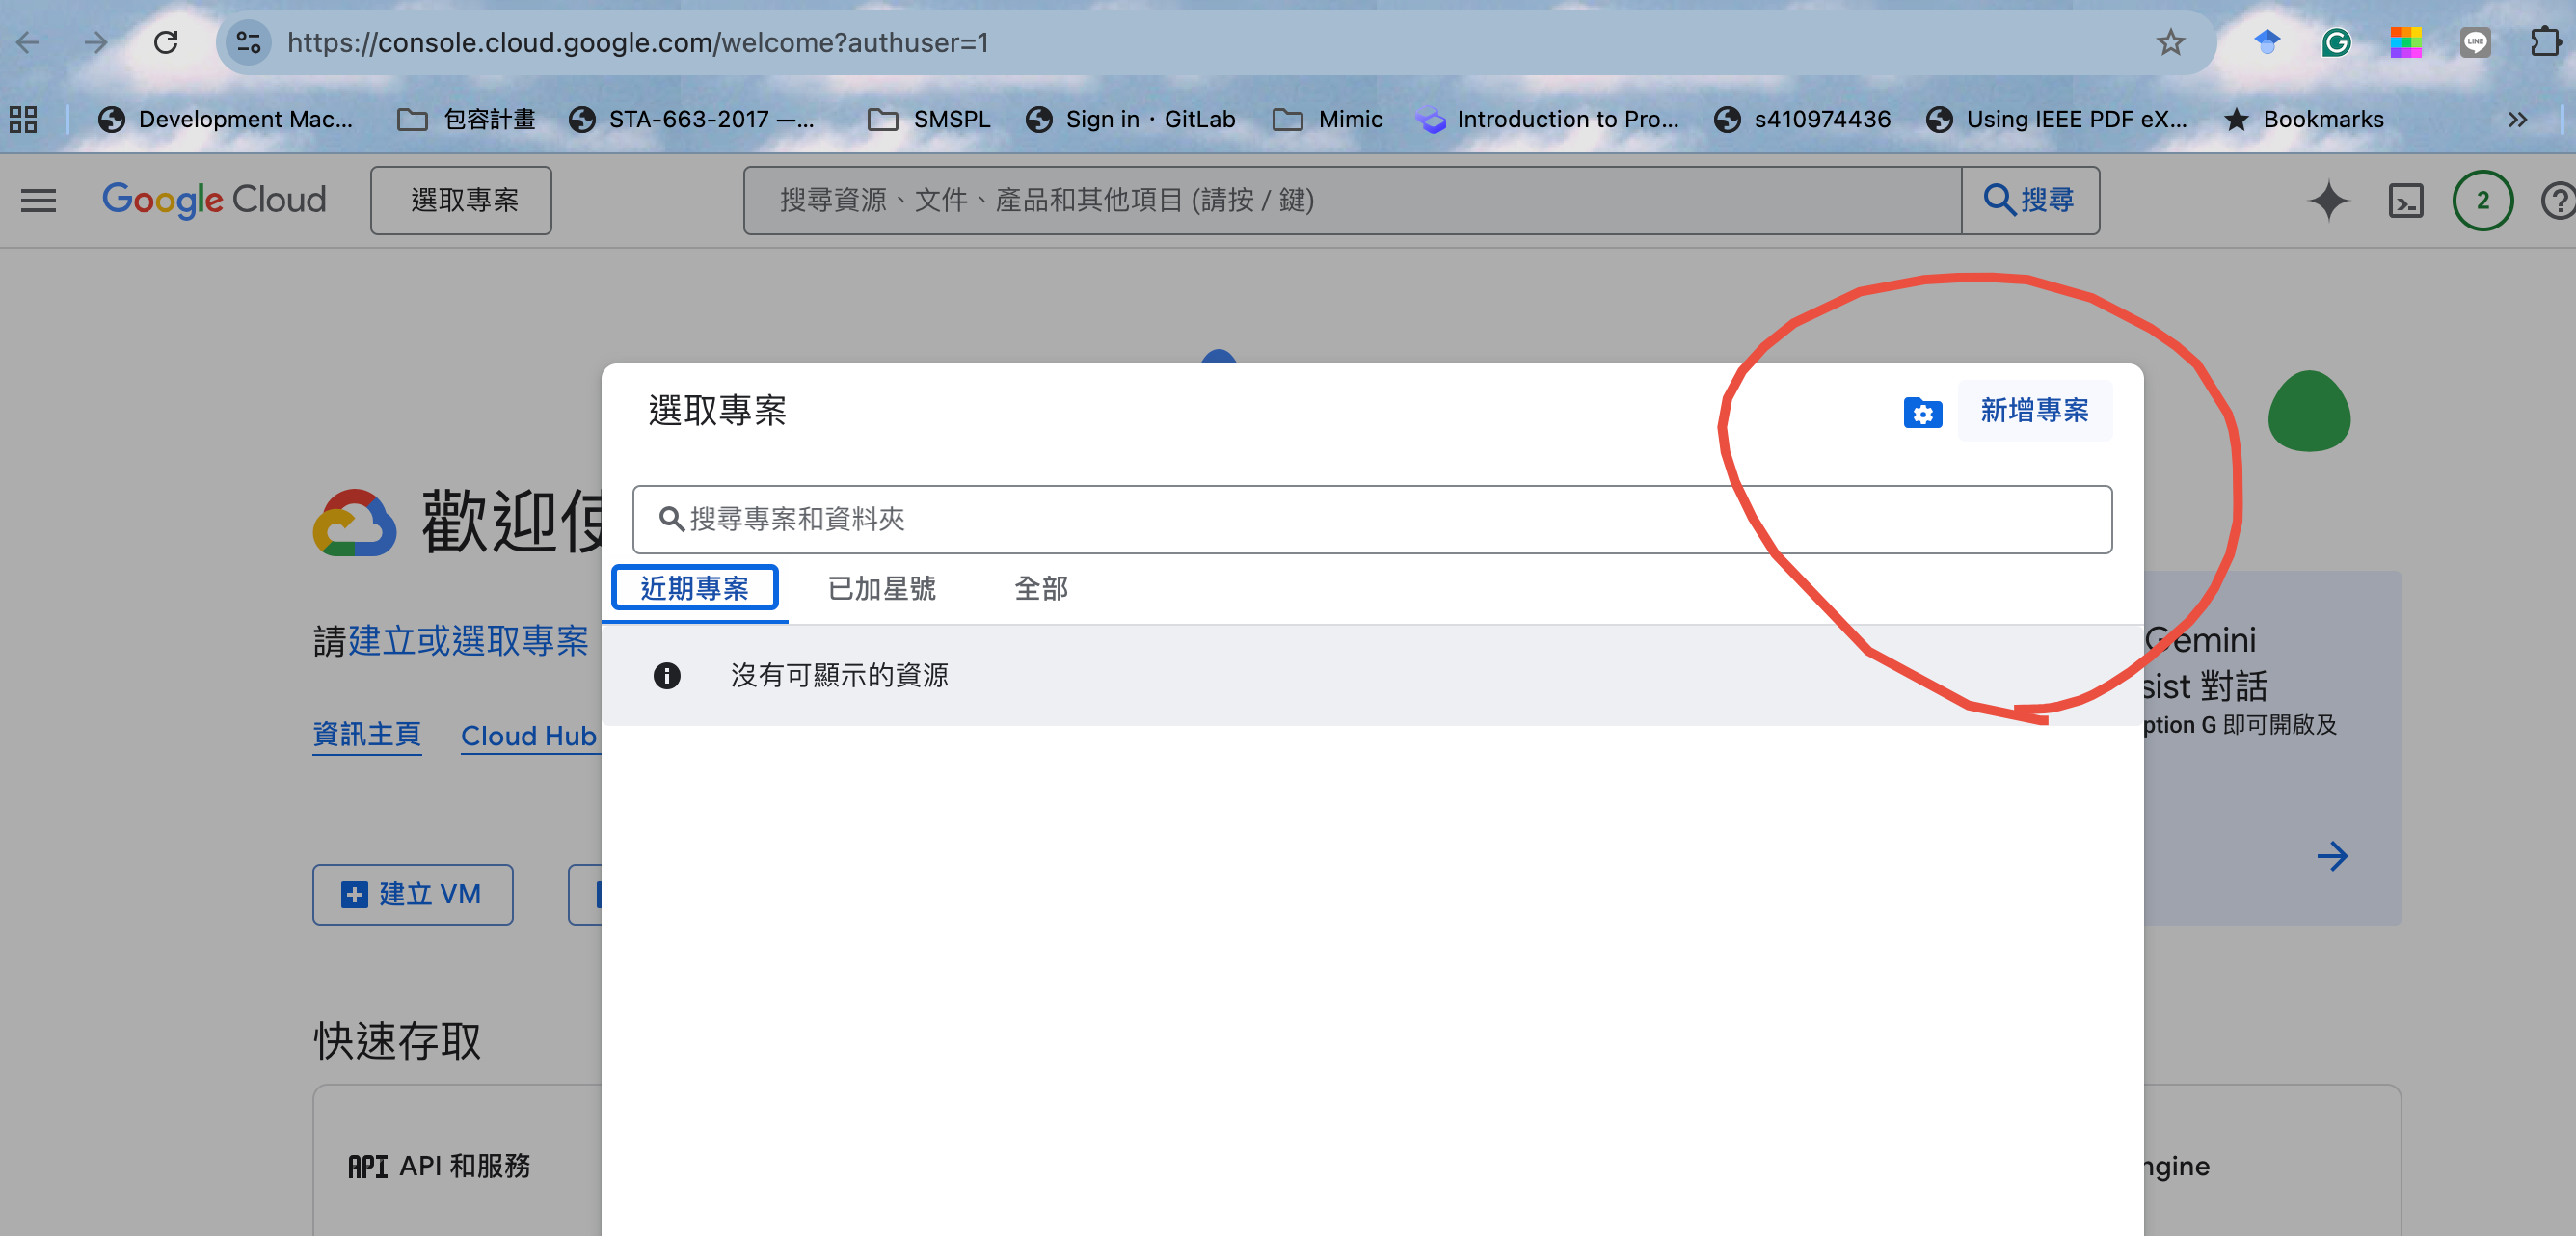 https://console.cloud.google.com/welcome?authuser=1
Development Mac... 包容計畫 STA-663-2017 —... SMSPL Sign in · GitLab Mimic Introduction to Pro... s410974436 Using IEEE PDF eX... Bookmarks
Google Cloud 選取專案 搜尋資源、文件、產品和其他項目 (請按 / 鍵) 搜尋 2
選取專案 新增專案
歡迎使
搜尋專案和資料夾
近期專案 已加星號 全部
請建立或選取專案
沒有可顯示的資源
Gemini
sist 對話
ption G 即可開啟及
資訊主頁 Cloud Hub
建立 VM
快速存取
API API 和服務
ngine